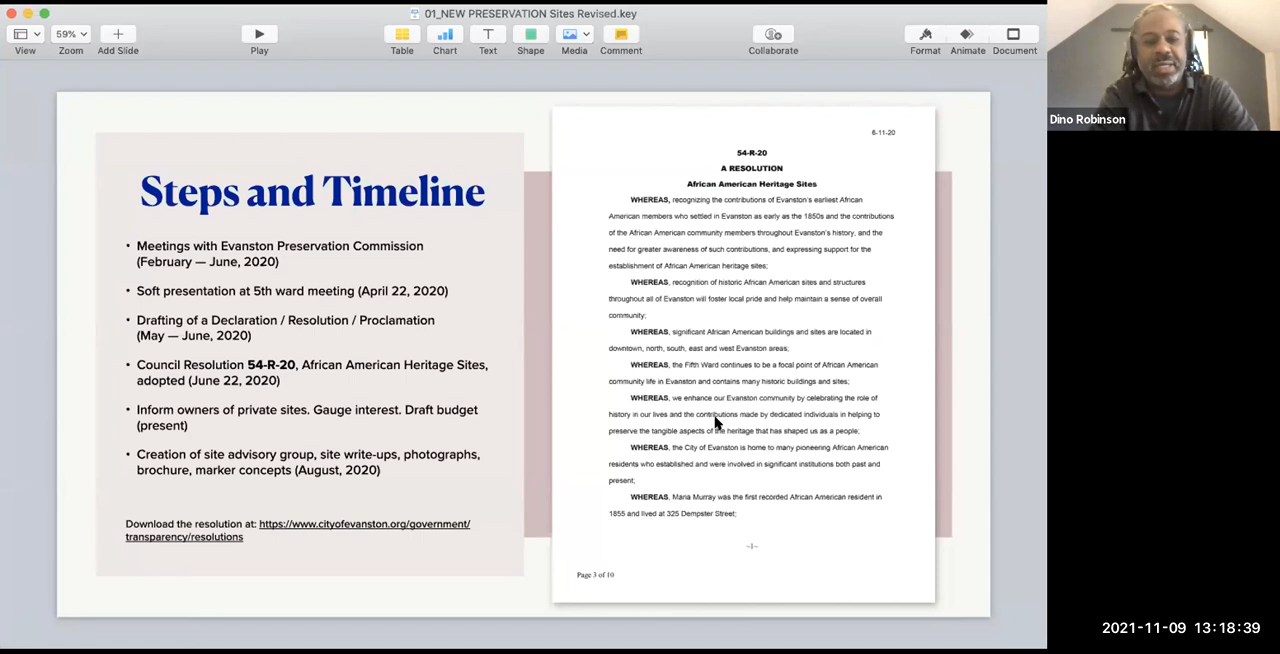 01_NEW PRESERVATION Sites Revised.key
59%
View
Zoom
Add Slide
Play
Table
Chart
Text
Shape
Media
Comment
Collaborate
Format
Animate
Document
Dino Robinson
Steps and Timeline
• Meetings with Evanston Preservation Commission
(February — June, 2020)
• Soft presentation at 5th ward meeting (April 22, 2020)
• Drafting of a Declaration / Resolution / Proclamation
(May — June, 2020)
• Council Resolution 54-R-20, African American Heritage Sites,
adopted (June 22, 2020)
• Inform owners of private sites. Gauge interest. Draft budget
(present)
• Creation of site advisory group, site write-ups, photographs,
brochure, marker concepts (August, 2020)
Download the resolution at: https://www.cityofevanston.org/government/
transparency/resolutions
6-11-20
54-R-20
A RESOLUTION
African American Heritage Sites
WHEREAS, recognizing the contributions of Evanston's earliest African
American members who settled in Evanston as early as the 1850s and the contributions
of the African American community members throughout Evanston's history, and the
need for greater awareness of such contributions, and expressing support for the
establishment of African American heritage sites;
WHEREAS, recognition of historic African American sites and structures
throughout all of Evanston will foster local pride and help maintain a sense of overall
community;
WHEREAS, significant African American buildings and sites are located in
downtown, north, south, east and west Evanston areas;
WHEREAS, the Fifth Ward continues to be a focal point of African American
community life in Evanston and contains many historic buildings and sites;
WHEREAS, we enhance our Evanston community by celebrating the role of
history in our lives and the contributions made by dedicated individuals in helping to
preserve the tangible aspects of the heritage that has shaped us as a people;
WHEREAS, the City of Evanston is home to many pioneering African American
residents who established and were involved in significant institutions both past and
present;
WHEREAS, Maria Murray was the first recorded African American resident in
1855 and lived at 325 Dempster Street;
~1~
Page 3 of 10
2021-11-09 13:18:39